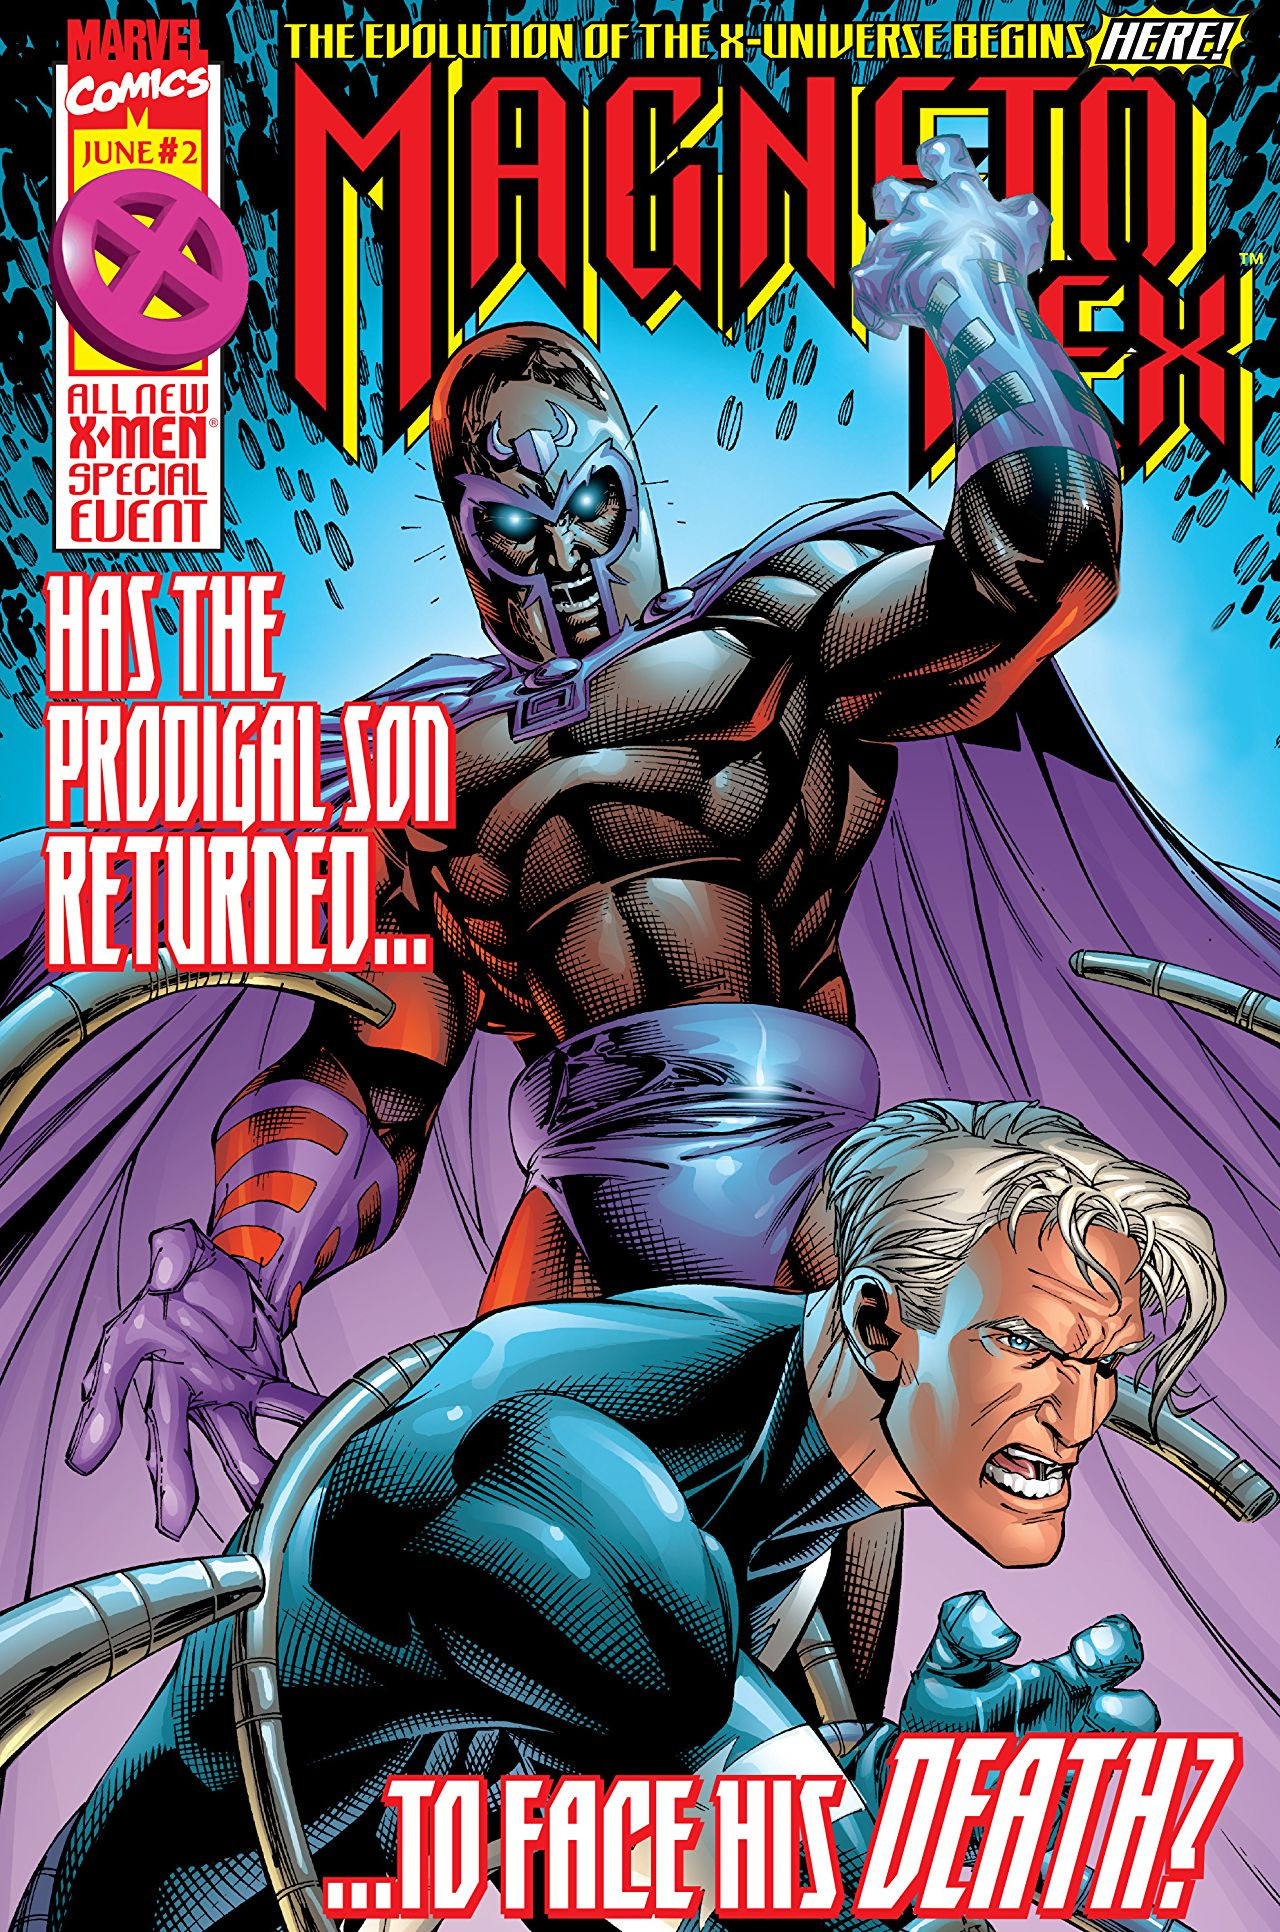 THE EVOLUTION OF THE X-UNIVERSE BEGINS HERE!
MARVEL
COMICS
JUNE #2
ALL NEW
X-MEN®
SPECIAL
EVENT
MAGNETO
REX™
HAS THE
PRODIGAL SON
RETURNED...
...TO FACE HIS DEATH?